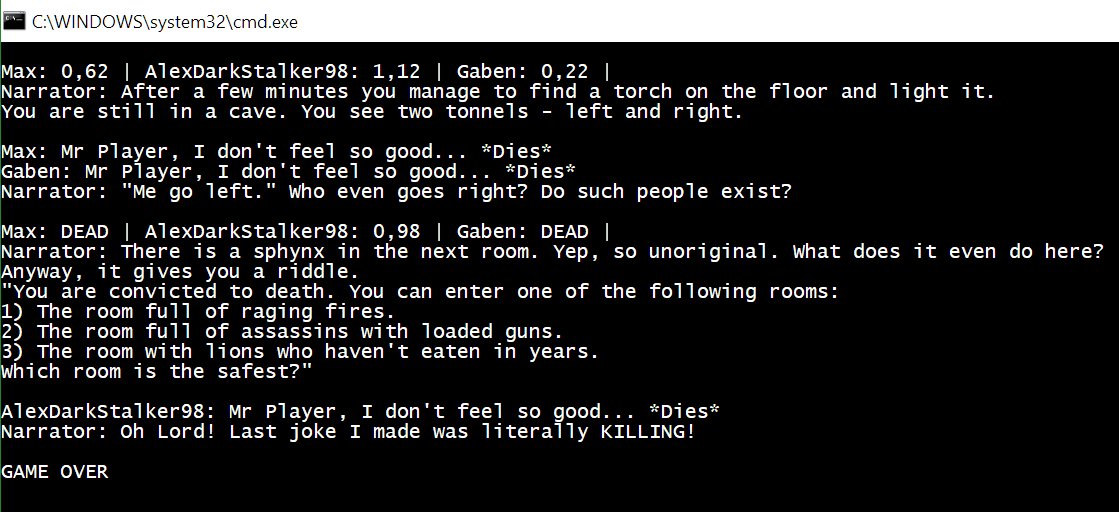 C:\WINDOWS\system32\cmd.exe
Max: 0,62 | AlexDarkStalker98: 1,12 | Gaben: 0,22 |
Narrator: After a few minutes you manage to find a torch on the floor and light it.
You are still in a cave. You see two tonnels - left and right.
Max: Mr Player, I don't feel so good... *Dies*
Gaben: Mr Player, I don't feel so good... *Dies*
Narrator: "Me go left." Who even goes right? Do such people exist?
Max: DEAD | AlexDarkStalker98: 0,98 | Gaben: DEAD |
Narrator: There is a sphynx in the next room. Yep, so unoriginal. What does it even do here?
Anyway, it gives you a riddle.
"You are convicted to death. You can enter one of the following rooms:
1) The room full of raging fires.
2) The room full of assassins with loaded guns.
3) The room with lions who haven't eaten in years.
Which room is the safest?"
AlexDarkStalker98: Mr Player, I don't feel so good... *Dies*
Narrator: Oh Lord! Last joke I made was literally KILLING!
GAME OVER